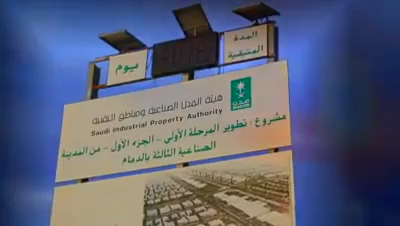 المدة
المتبقية
يوم
هيئة المدن الصناعية ومناطق التقنية
Saudi Industrial Property Authority
مدن
مشروع : تطوير المرحلة الأولى - الجزء الأول - من المدينة
الصناعية الثالثة بالدمام